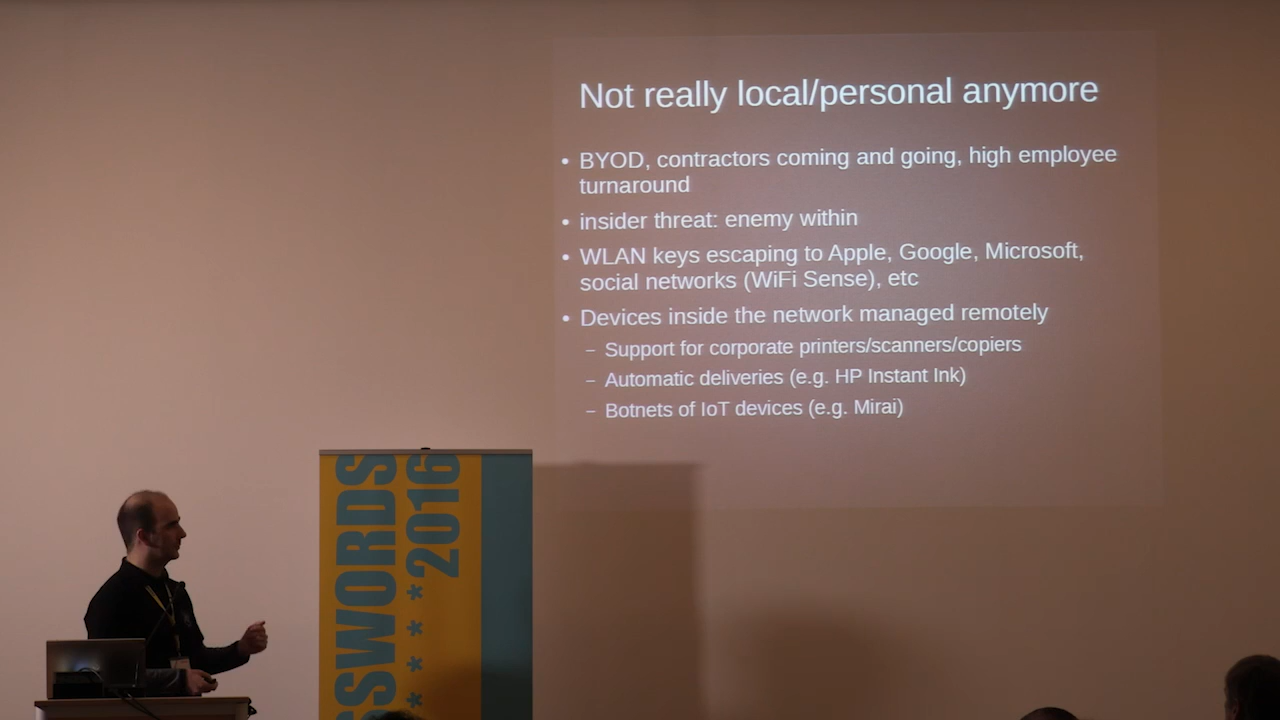 Not really local/personal anymore
• BYOD, contractors coming and going, high employee
turnaround
• insider threat: enemy within
• WLAN keys escaping to Apple, Google, Microsoft,
social networks (WiFi Sense), etc
• Devices inside the network managed remotely
– Support for corporate printers/scanners/copiers
– Automatic deliveries (e.g. HP Instant Ink)
– Botnets of IoT devices (e.g. Mirai)
SSWORDS
* * * * 2016